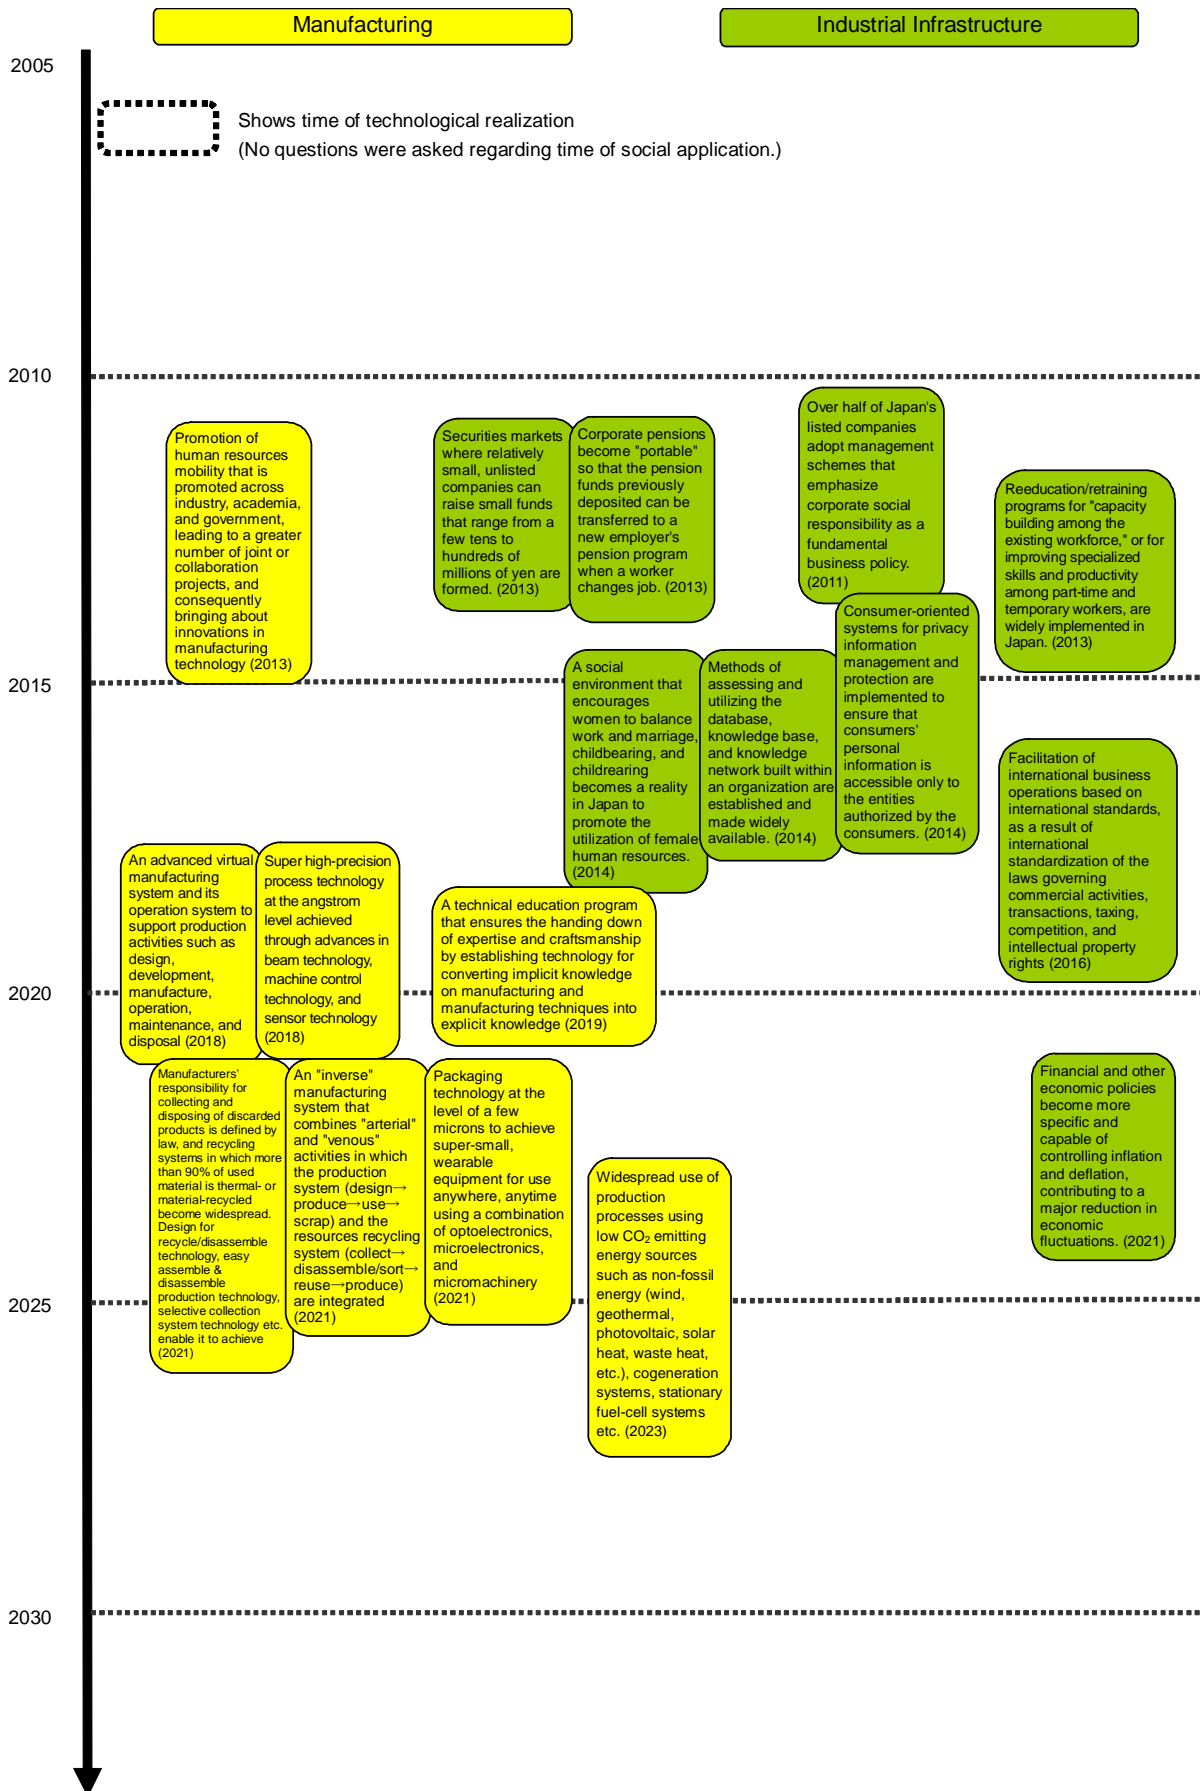 Manufacturing
Industrial Infrastructure
2005
Shows time of technological realization
(No questions were asked regarding time of social application.)
2010
Promotion of
human resources
mobility that is
promoted across
industry, academia,
and government,
leading to a greater
number of joint or
collaboration
projects, and
consequently
bringing about
innovations in
manufacturing
technology (2013)
Securities markets
where relatively
small, unlisted
companies can
raise small funds
that range from a
few tens to
hundreds of
millions of yen are
formed. (2013)
Corporate pensions
become "portable"
so that the pension
funds previously
deposited can be
transferred to a
new employer's
pension program
when a worker
changes job. (2013)
Over half of Japan's
listed companies
adopt management
schemes that
emphasize
corporate social
responsibility as a
fundamental
business policy.
(2011)
Reeducation/retraining
programs for "capacity
building among the
existing workforce," or for
improving specialized
skills and productivity
among part-time and
temporary workers, are
widely implemented in
Japan. (2013)
2015
A social
environment that
encourages
women to balance
work and marriage,
childbearing, and
childrearing
becomes a reality
in Japan to
promote the
utilization of female
human resources.
(2014)
Methods of
assessing and
utilizing the
database,
knowledge base,
and knowledge
network built within
an organization are
established and
made widely
available. (2014)
Consumer-oriented
systems for privacy
information
management and
protection are
implemented to
ensure that
consumers'
personal
information is
accessible only to
the entities
authorized by the
consumers. (2014)
Facilitation of
international business
operations based on
international standards,
as a result of
international
standardization of the
laws governing
commercial activities,
transactions, taxing,
competition, and
intellectual property
rights (2016)
An advanced virtual
manufacturing
system and its
operation system to
support production
activities such as
design,
development,
manufacture,
operation,
maintenance, and
disposal (2018)
Super high-precision
process technology
at the angstrom
level achieved
through advances in
beam technology,
machine control
technology, and
sensor technology
(2018)
A technical education program
that ensures the handing down
of expertise and craftsmanship
by establishing technology for
converting implicit knowledge
on manufacturing and
manufacturing techniques into
explicit knowledge (2019)
2020
Manufacturers'
responsibility for
collecting and
disposing of discarded
products is defined by
law, and recycling
systems in which more
than 90% of used
material is thermal- or
material-recycled
become widespread.
Design for
recycle/disassemble
technology, easy
assemble &
disassemble
production technology,
selective collection
system technology etc.
enable it to achieve
(2021)
An "inverse"
manufacturing
system that
combines "arterial"
and "venous"
activities in which
the production
system (design→
produce→use→
scrap) and the
resources recycling
system (collect→
disassemble/sort→
reuse→produce)
are integrated
(2021)
Packaging
technology at the
level of a few
microns to achieve
super-small,
wearable
equipment for use
anywhere, anytime
using a combination
of optoelectronics,
microelectronics,
and
micromachinery
(2021)
Widespread use of
production
processes using
low CO₂ emitting
energy sources
such as non-fossil
energy (wind,
geothermal,
photovoltaic, solar
heat, waste heat,
etc.), cogeneration
systems, stationary
fuel-cell systems
etc. (2023)
Financial and other
economic policies
become more
specific and
capable of
controlling inflation
and deflation,
contributing to a
major reduction in
economic
fluctuations. (2021)
2025
2030